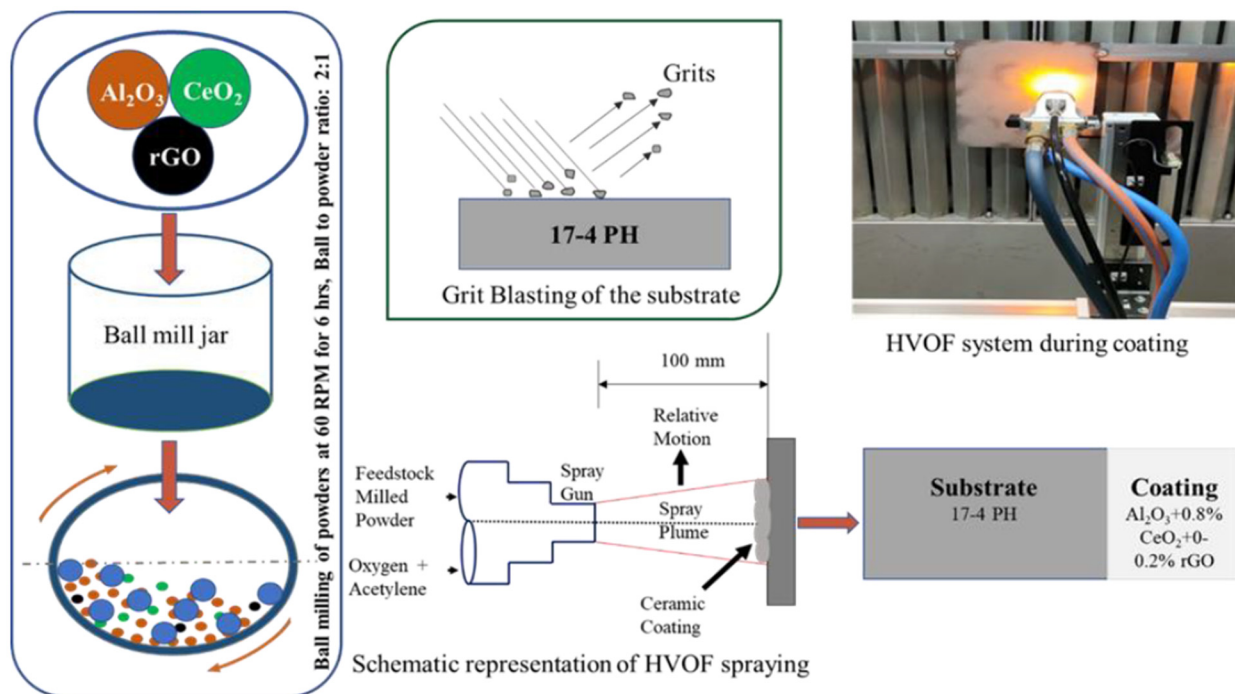 Al₂O₃
CeO₂
rGO
Ball mill jar
Ball milling of powders at 60 RPM for 6 hrs, Ball to powder ratio: 2:1
Grits
17-4 PH
Grit Blasting of the substrate
HVOF system during coating
100 mm
Relative
Motion
Feedstock
Milled
Powder
Spray
Gun
Spray
Plume
Oxygen +
Acetylene
Ceramic
Coating
Schematic representation of HVOF spraying
Substrate
17-4 PH
Coating
Al₂O₃+0.8%
CeO₂+0-
0.2% rGO